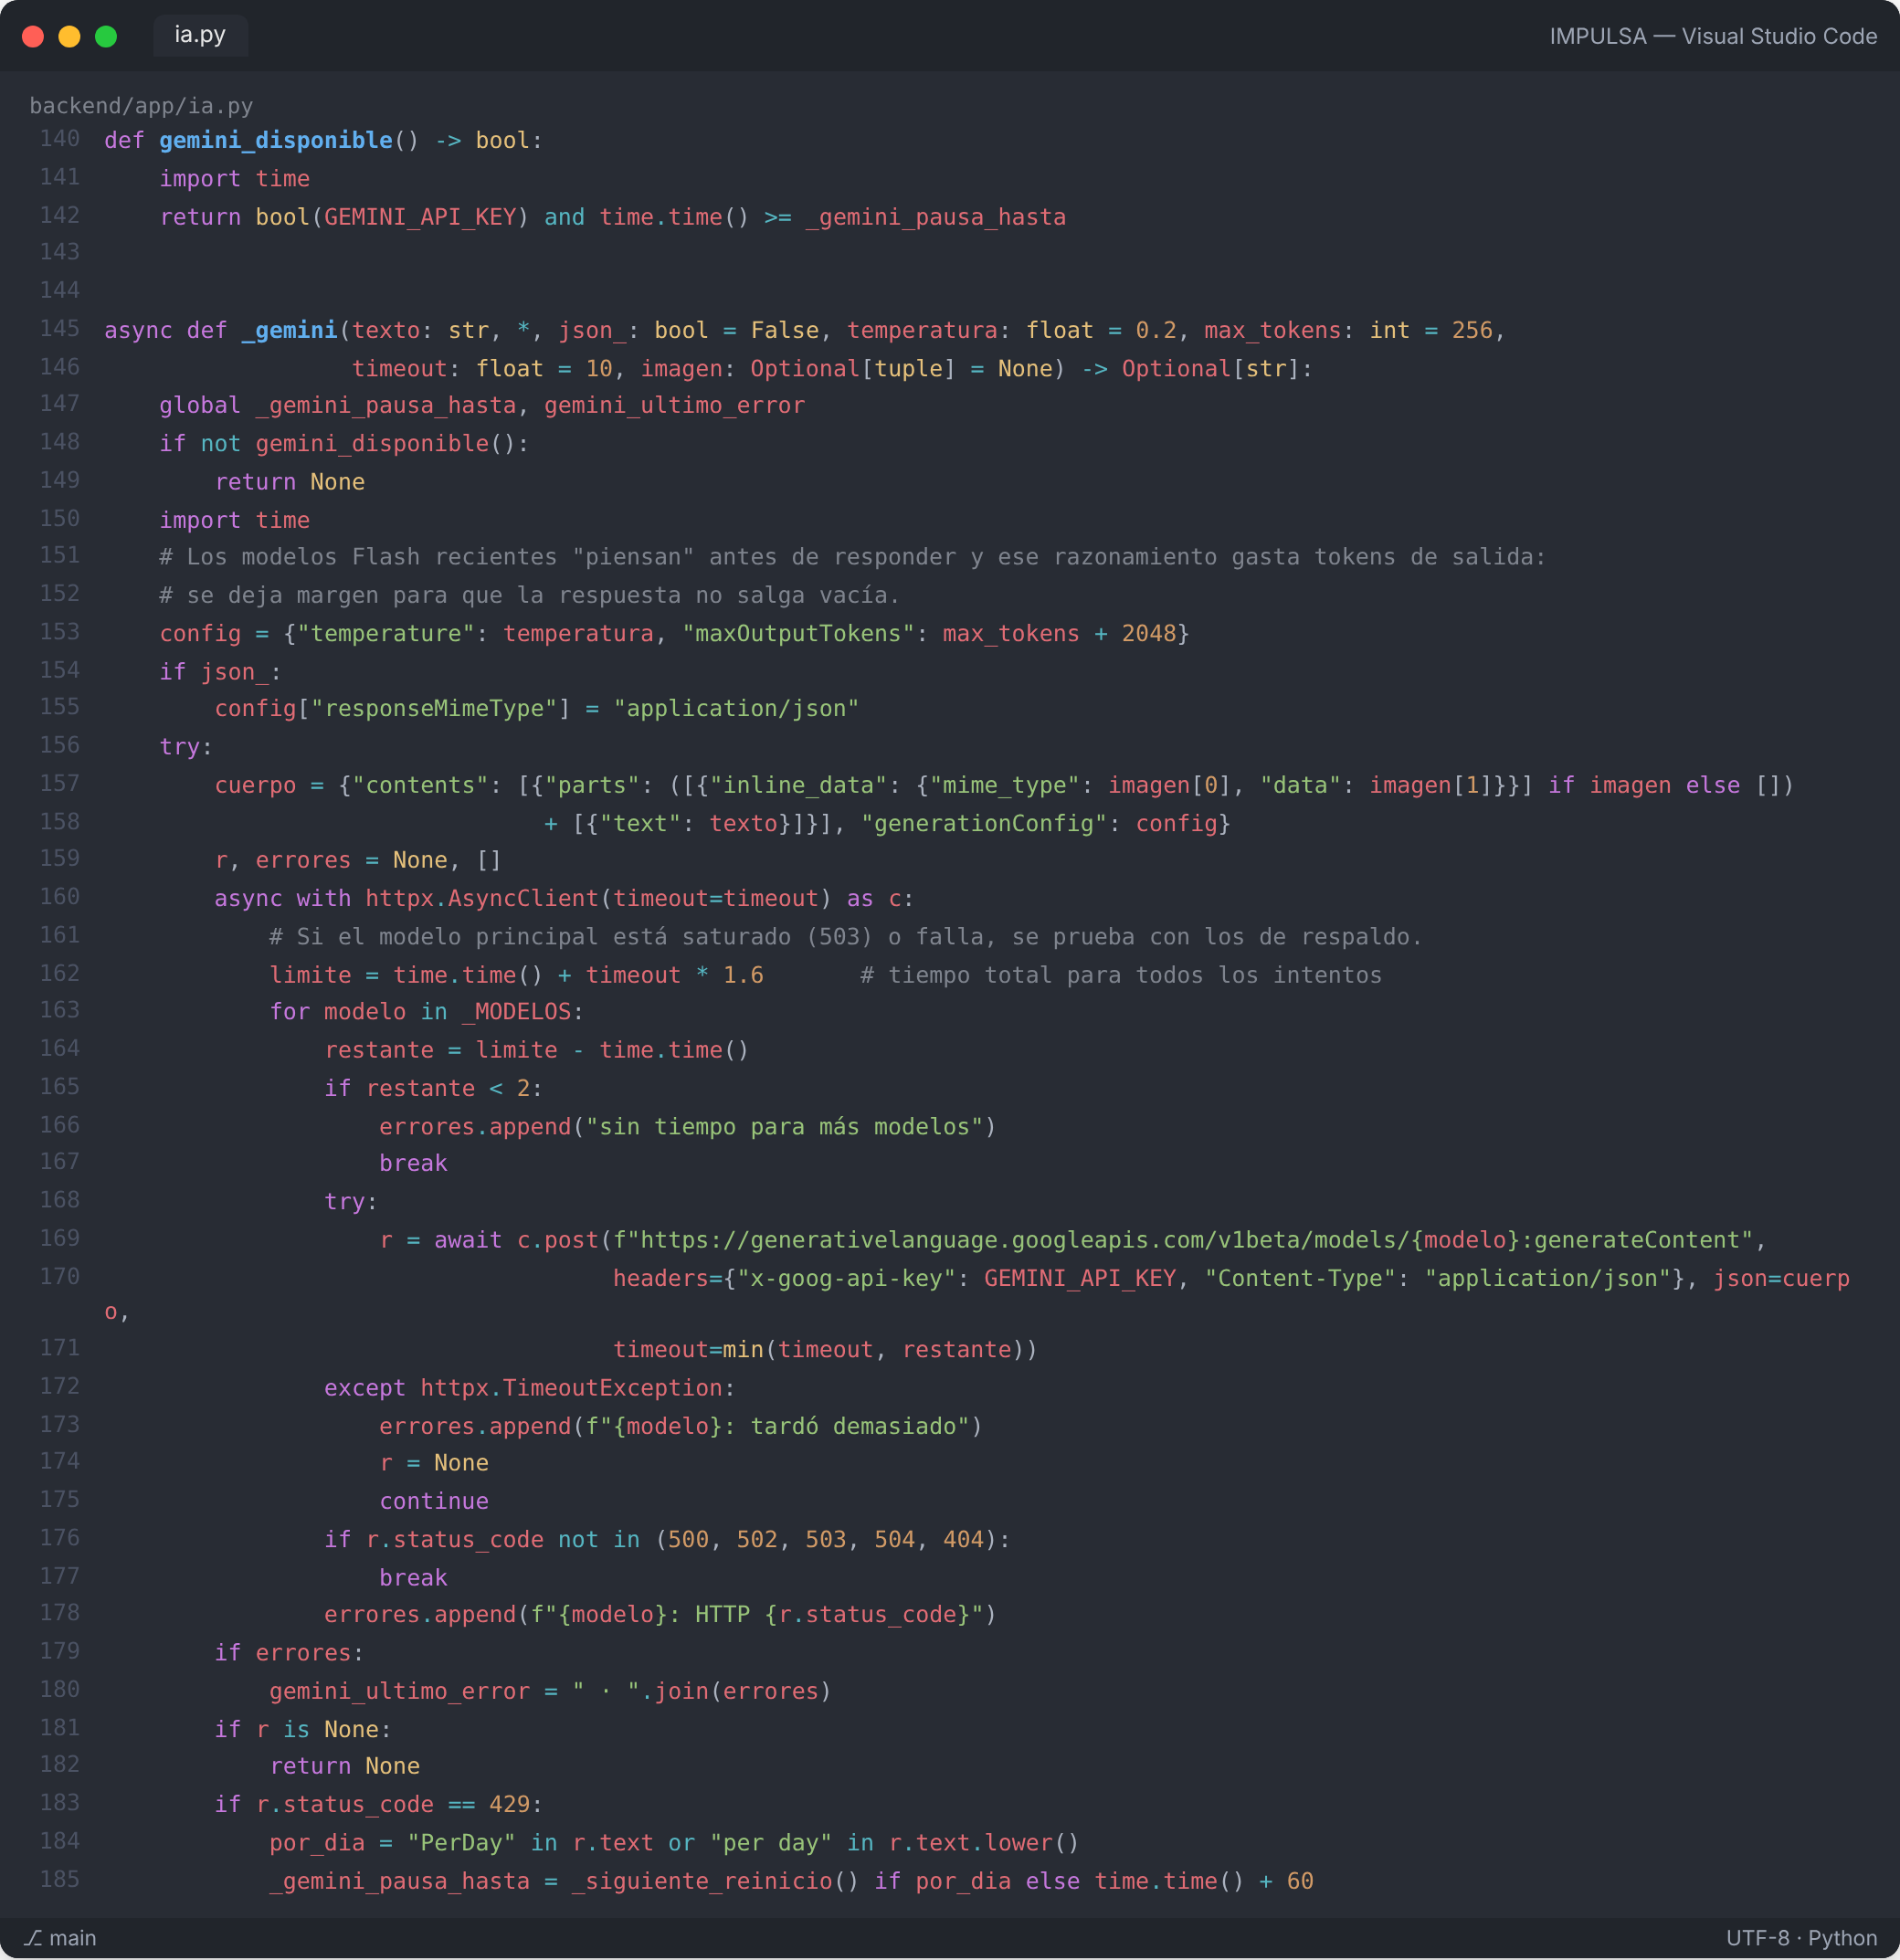 ia.py
IMPULSA — Visual Studio Code
backend/app/ia.py
140 def gemini_disponible() -> bool:
141     import time
142     return bool(GEMINI_API_KEY) and time.time() >= _gemini_pausa_hasta
143
144
145 async def _gemini(texto: str, *, json_: bool = False, temperatura: float = 0.2, max_tokens: int = 256,
146                   timeout: float = 10, imagen: Optional[tuple] = None) -> Optional[str]:
147     global _gemini_pausa_hasta, gemini_ultimo_error
148     if not gemini_disponible():
149         return None
150     import time
151     # Los modelos Flash recientes "piensan" antes de responder y ese razonamiento gasta tokens de salida:
152     # se deja margen para que la respuesta no salga vacía.
153     config = {"temperature": temperatura, "maxOutputTokens": max_tokens + 2048}
154     if json_:
155         config["responseMimeType"] = "application/json"
156     try:
157         cuerpo = {"contents": [{"parts": ([{"inline_data": {"mime_type": imagen[0], "data": imagen[1]}}] if imagen else [])
158                                 + [{"text": texto}]}], "generationConfig": config}
159         r, errores = None, []
160         async with httpx.AsyncClient(timeout=timeout) as c:
161             # Si el modelo principal está saturado (503) o falla, se prueba con los de respaldo.
162             limite = time.time() + timeout * 1.6       # tiempo total para todos los intentos
163             for modelo in _MODELOS:
164                 restante = limite - time.time()
165                 if restante < 2:
166                     errores.append("sin tiempo para más modelos")
167                     break
168                 try:
169                     r = await c.post(f"https://generativelanguage.googleapis.com/v1beta/models/{modelo}:generateContent",
170                                      headers={"x-goog-api-key": GEMINI_API_KEY, "Content-Type": "application/json"}, json=cuerp
o,
171                                      timeout=min(timeout, restante))
172                 except httpx.TimeoutException:
173                     errores.append(f"{modelo}: tardó demasiado")
174                     r = None
175                     continue
176                 if r.status_code not in (500, 502, 503, 504, 404):
177                     break
178                 errores.append(f"{modelo}: HTTP {r.status_code}")
179         if errores:
180             gemini_ultimo_error = " · ".join(errores)
181         if r is None:
182             return None
183         if r.status_code == 429:
184             por_dia = "PerDay" in r.text or "per day" in r.text.lower()
185             _gemini_pausa_hasta = _siguiente_reinicio() if por_dia else time.time() + 60
⎇ main
UTF-8 · Python